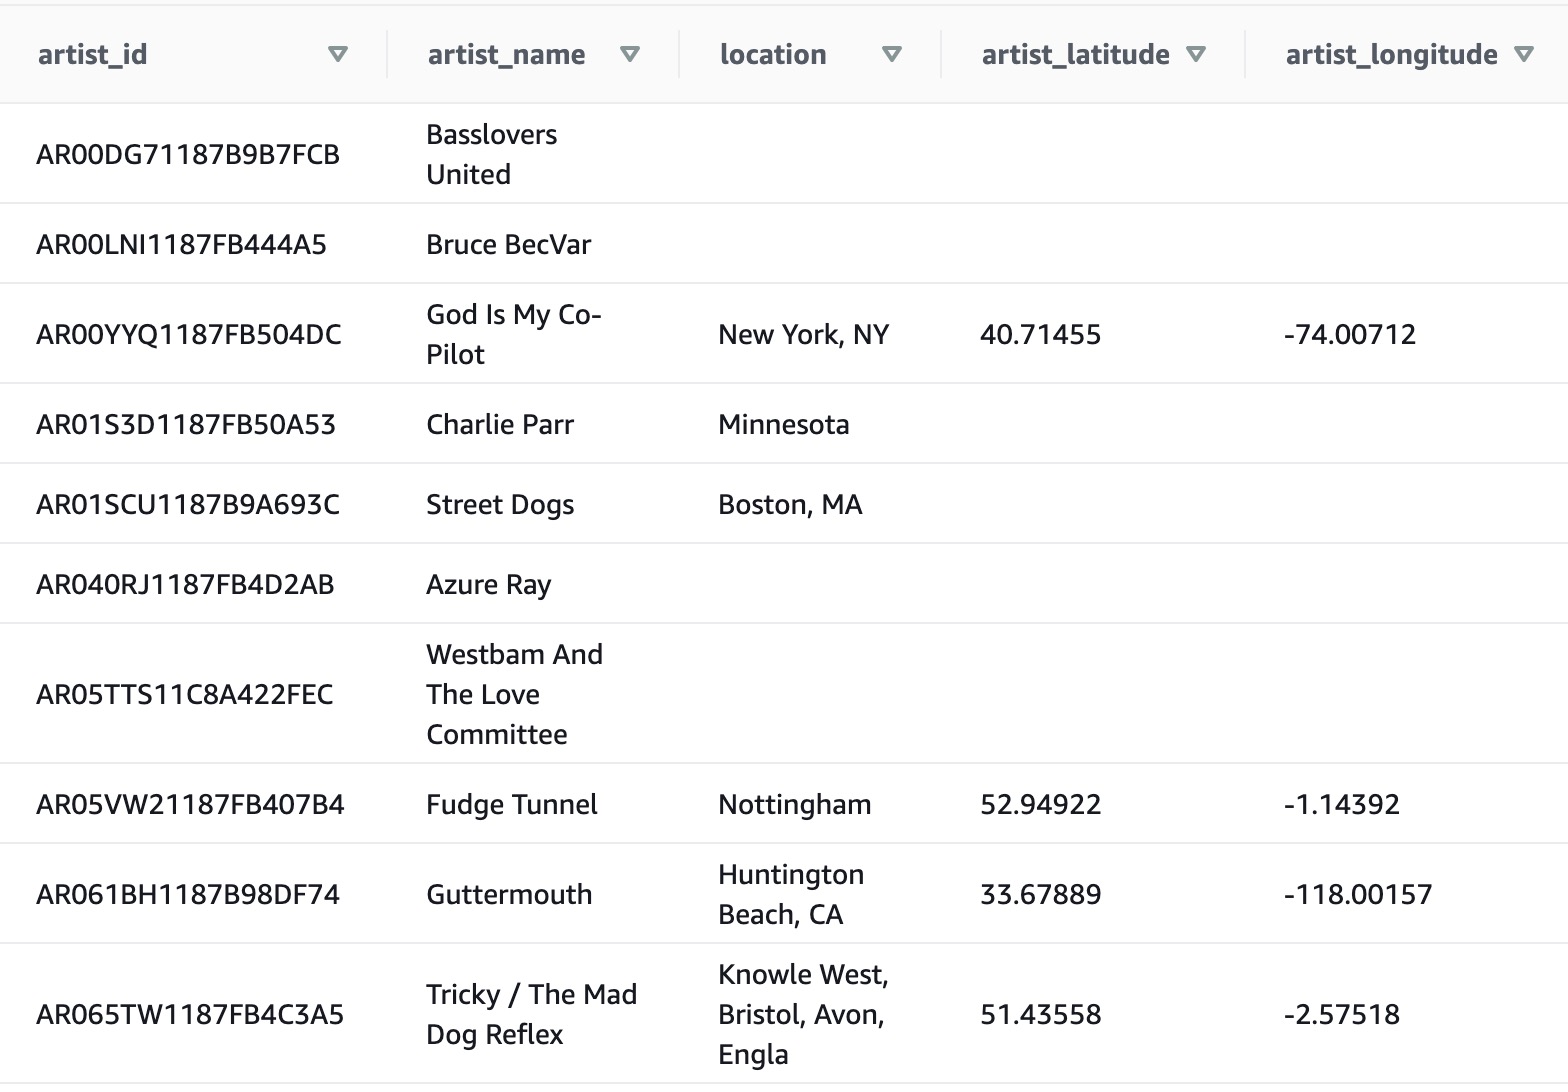 artist_id artist_name location artist_latitude artist_longitude
AR00DG71187B9B7FCB Basslovers United
AR00LNI1187FB444A5 Bruce BecVar
AR00YYQ1187FB504DC God Is My Co-Pilot New York, NY 40.71455 -74.00712
AR01S3D1187FB50A53 Charlie Parr Minnesota
AR01SCU1187B9A693C Street Dogs Boston, MA
AR040RJ1187FB4D2AB Azure Ray
AR05TTS11C8A422FEC Westbam And The Love Committee
AR05VW21187FB407B4 Fudge Tunnel Nottingham 52.94922 -1.14392
AR061BH1187B98DF74 Guttermouth Huntington Beach, CA 33.67889 -118.00157
AR065TW1187FB4C3A5 Tricky / The Mad Dog Reflex Knowle West, Bristol, Avon, Engla 51.43558 -2.57518